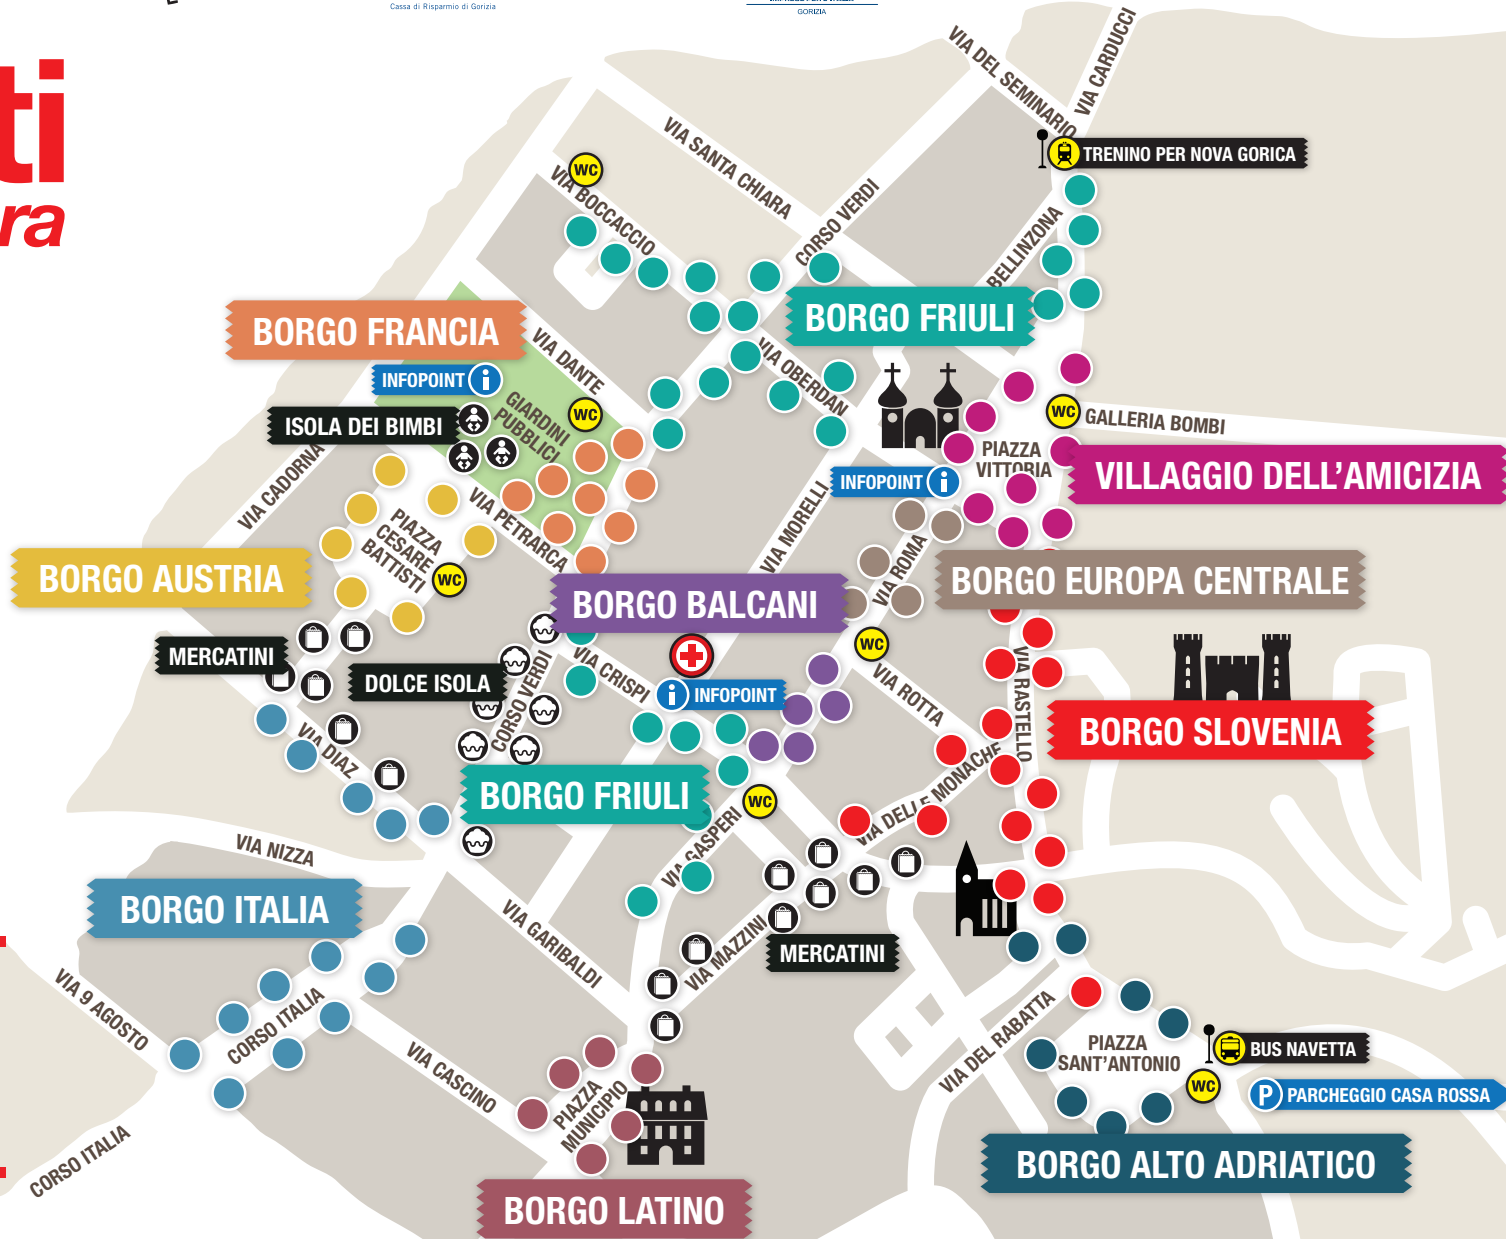 Cassa di Risparmio di Gorizia
GORIZIA
ti
ra
VIA DEL SEMINARIO
VIA CARDUCCI
VIA SANTA CHIARA
TRENINO PER NOVA GORICA
WC
VIA BOCCACCIO
CORSO VERDI
BELLINZONA
BORGO FRANCIA
BORGO FRIULI
VIA DANTE
VIA OBERDAN
INFOPOINT i
GIARDINI
PUBBLICI
WC
ISOLA DEI BIMBI
WC
GALLERIA BOMBI
PIAZZA
VITTORIA
VILLAGGIO DELL'AMICIZIA
INFOPOINT i
VIA CADORNA
VIA PETRARCA
VIA MORELLI
PIAZZA
CESARE
BATTISTI
WC
VIA ROMA
BORGO AUSTRIA
BORGO BALCANI
BORGO EUROPA CENTRALE
MERCATINI
DOLCE ISOLA
CORSO VERDI
VIA CRISPI
WC
i INFOPOINT
VIA ROTTA
VIA RASTELLO
BORGO SLOVENIA
VIA DIAZ
BORGO FRIULI
WC
VIA DELLE MONACHE
VIA GASPERI
VIA NIZZA
BORGO ITALIA
VIA GARIBALDI
VIA MAZZINI
MERCATINI
VIA 9 AGOSTO
CORSO ITALIA
VIA CASCINO
VIA DEL RABATTA
PIAZZA
SANT'ANTONIO
BUS NAVETTA
WC
P PARCHEGGIO CASA ROSSA
PIAZZA
MUNICIPIO
CORSO ITALIA
BORGO LATINO
BORGO ALTO ADRIATICO